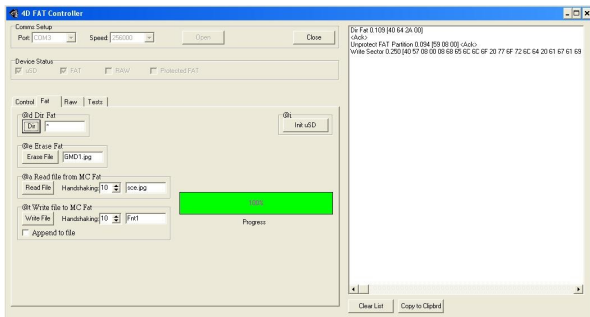 4D FAT Controller
Comms Setup
Port: COM3 Speed: 256000 Open Close
Device Status
uSD FAT RAW Protected FAT
Control Fat Raw Tests
@d Dir Fat
Dir *
@i
Init uSD
@e Erase Fat
Erase File GMD1.jpg
@a Read file from MC Fat
Read File Handshaking: 10 sce.jpg
@t Write file to MC Fat
Write File Handshaking: 10 Fnt1
Append to file
100%
Progress
Dir Fat 0.109 [40 64 2A 00]
<Ack>
Unprotect FAT Partition 0.094 [59 08 00] <Ack>
Write Sector 0.250 [40 57 08 00 08 68 65 6C 6C 6F 20 77 6F 72 6C 64 20 61 67 61 69
Clear List Copy to Clipbrd